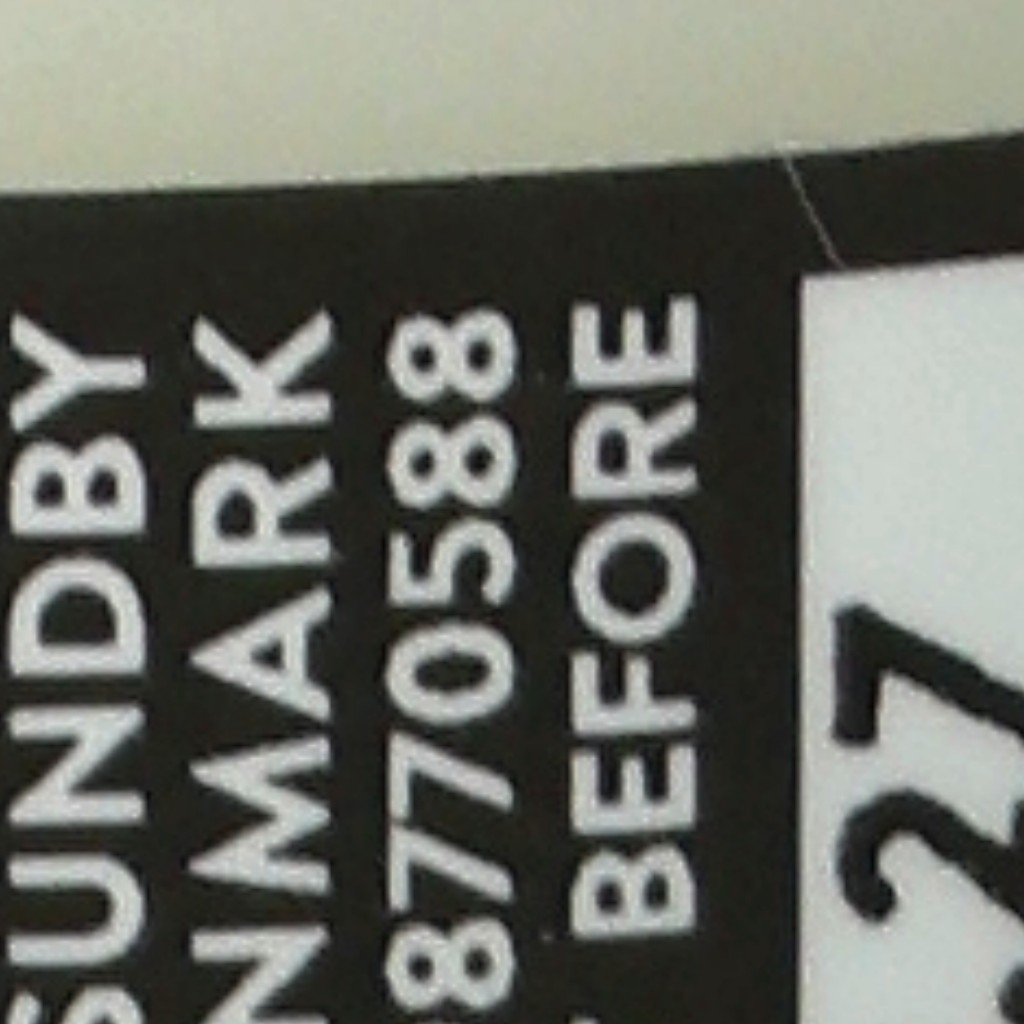 SUNDBY
NMARK
8770588
BEFORE
27